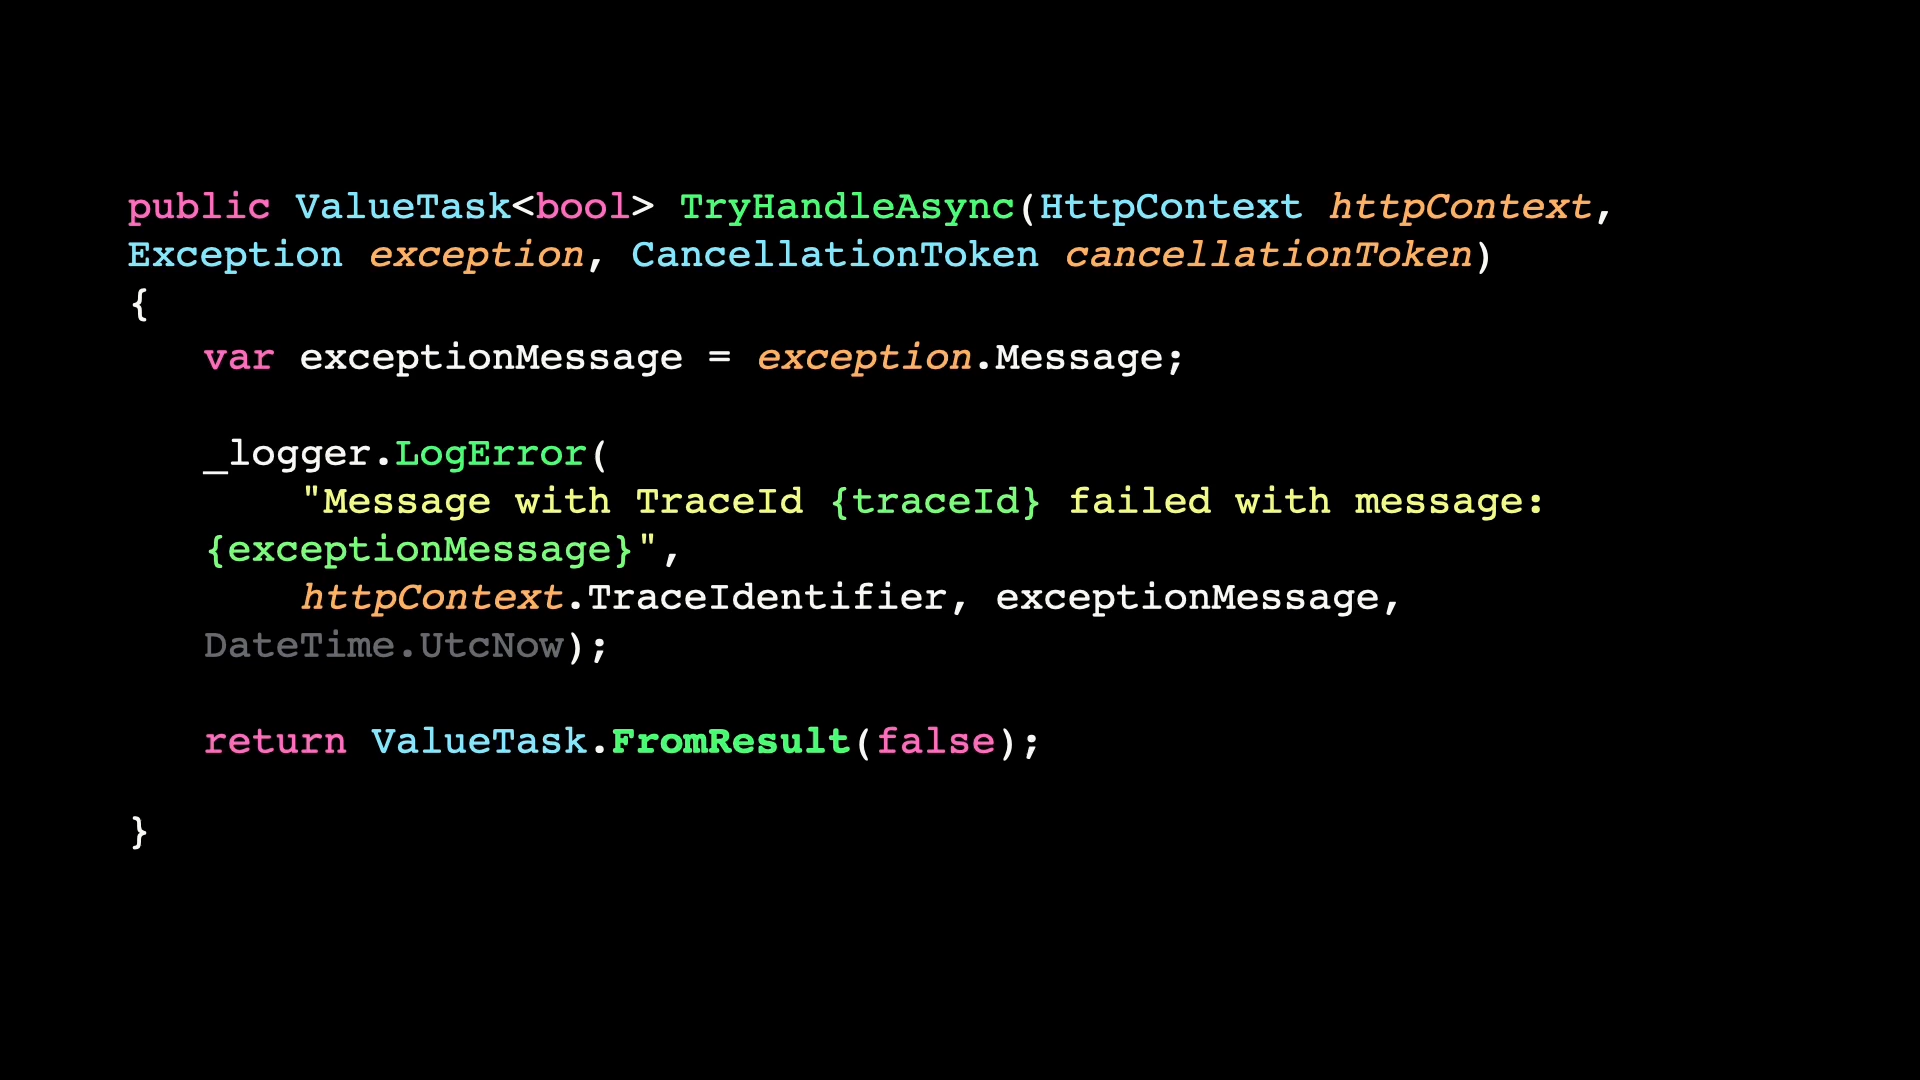 public ValueTask<bool> TryHandleAsync(HttpContext httpContext,
Exception exception, CancellationToken cancellationToken)
{
var exceptionMessage = exception.Message;
_logger.LogError(
"Message with TraceId {traceId} failed with message:
{exceptionMessage}",
httpContext.TraceIdentifier, exceptionMessage,
DateTime.UtcNow);
return ValueTask.FromResult(false);
}